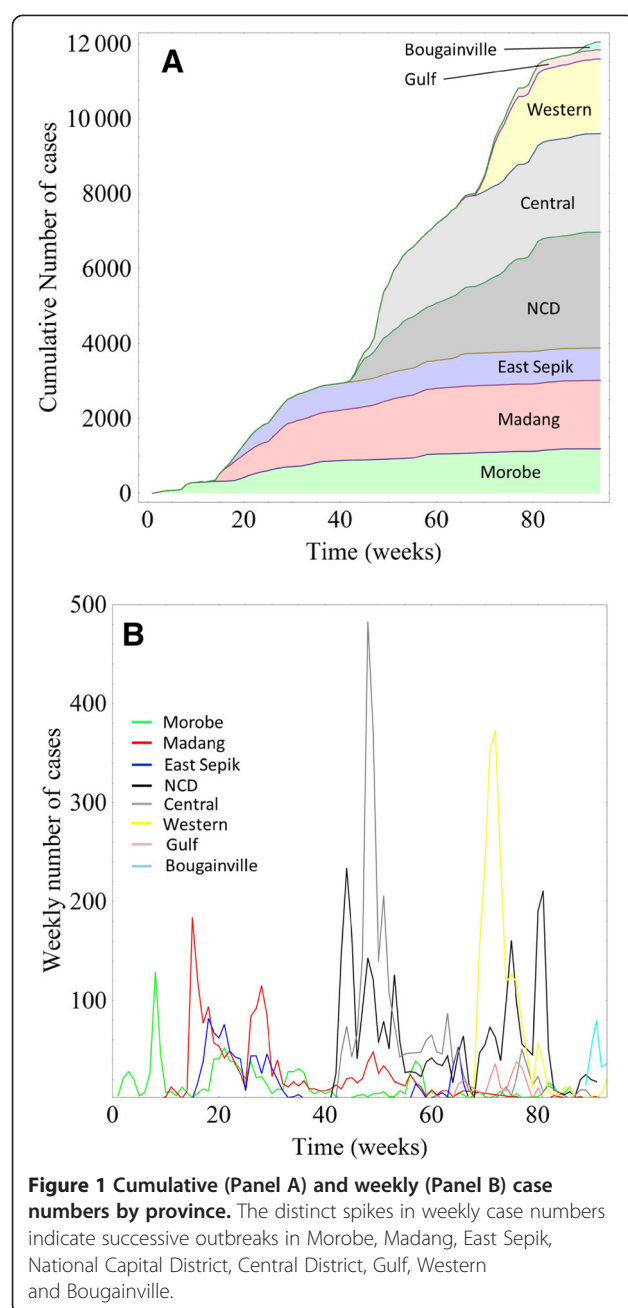 A
12 000
10 000
8000
6000
4000
2000
0
Cumulative Number of cases
Bougainville
Gulf
Western
Central
NCD
East Sepik
Madang
Morobe
0 20 40 60 80
Time (weeks)
B
500
400
300
200
100
Weekly number of cases
Morobe
Madang
East Sepik
NCD
Central
Western
Gulf
Bougainville
0 20 40 60 80
Time (weeks)
Figure 1 Cumulative (Panel A) and weekly (Panel B) case
numbers by province. The distinct spikes in weekly case numbers
indicate successive outbreaks in Morobe, Madang, East Sepik,
National Capital District, Central District, Gulf, Western
and Bougainville.